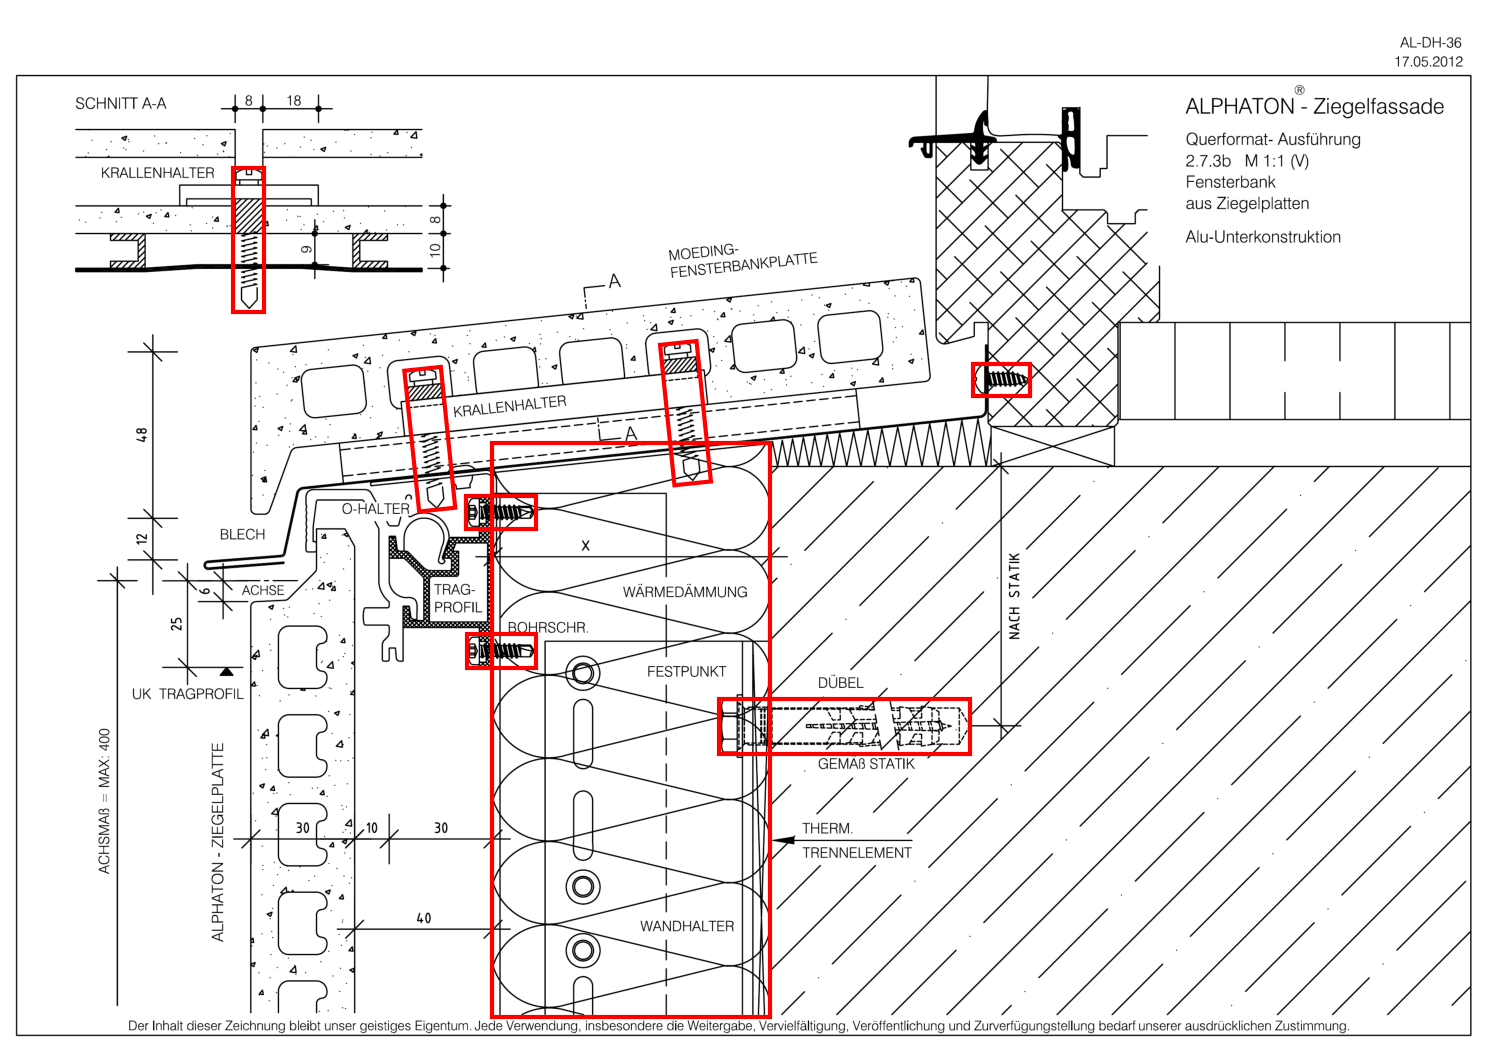 AL-DH-36
17.05.2012
SCHNITT A-A
8
18
KRALLENHALTER
8
10
9
ALPHATON® - Ziegelfassade
Querformat- Ausführung
2.7.3b M 1:1 (V)
Fensterbank
aus Ziegelplatten
Alu-Unterkonstruktion
MOEDING-
FENSTERBANKPLATTE
A
KRALLENHALTER
A
48
12
O-HALTER
BLECH
X
ACHSE
6
25
TRAG-
PROFIL
WÄRMEDÄMMUNG
BOHRSCHR.
NACH STATIK
FESTPUNKT
DÜBEL
UK TRAGPROFIL
GEMÄß STATIK
ACHSMAß = MAX: 400
ALPHATON - ZIEGELPLATTE
30
10
30
THERM.
TRENNELEMENT
40
WANDHALTER
Der Inhalt dieser Zeichnung bleibt unser geistiges Eigentum. Jede Verwendung, insbesondere die Weitergabe, Vervielfältigung, Veröffentlichung und Zurverfügungstellung bedarf unserer ausdrücklichen Zustimmung.